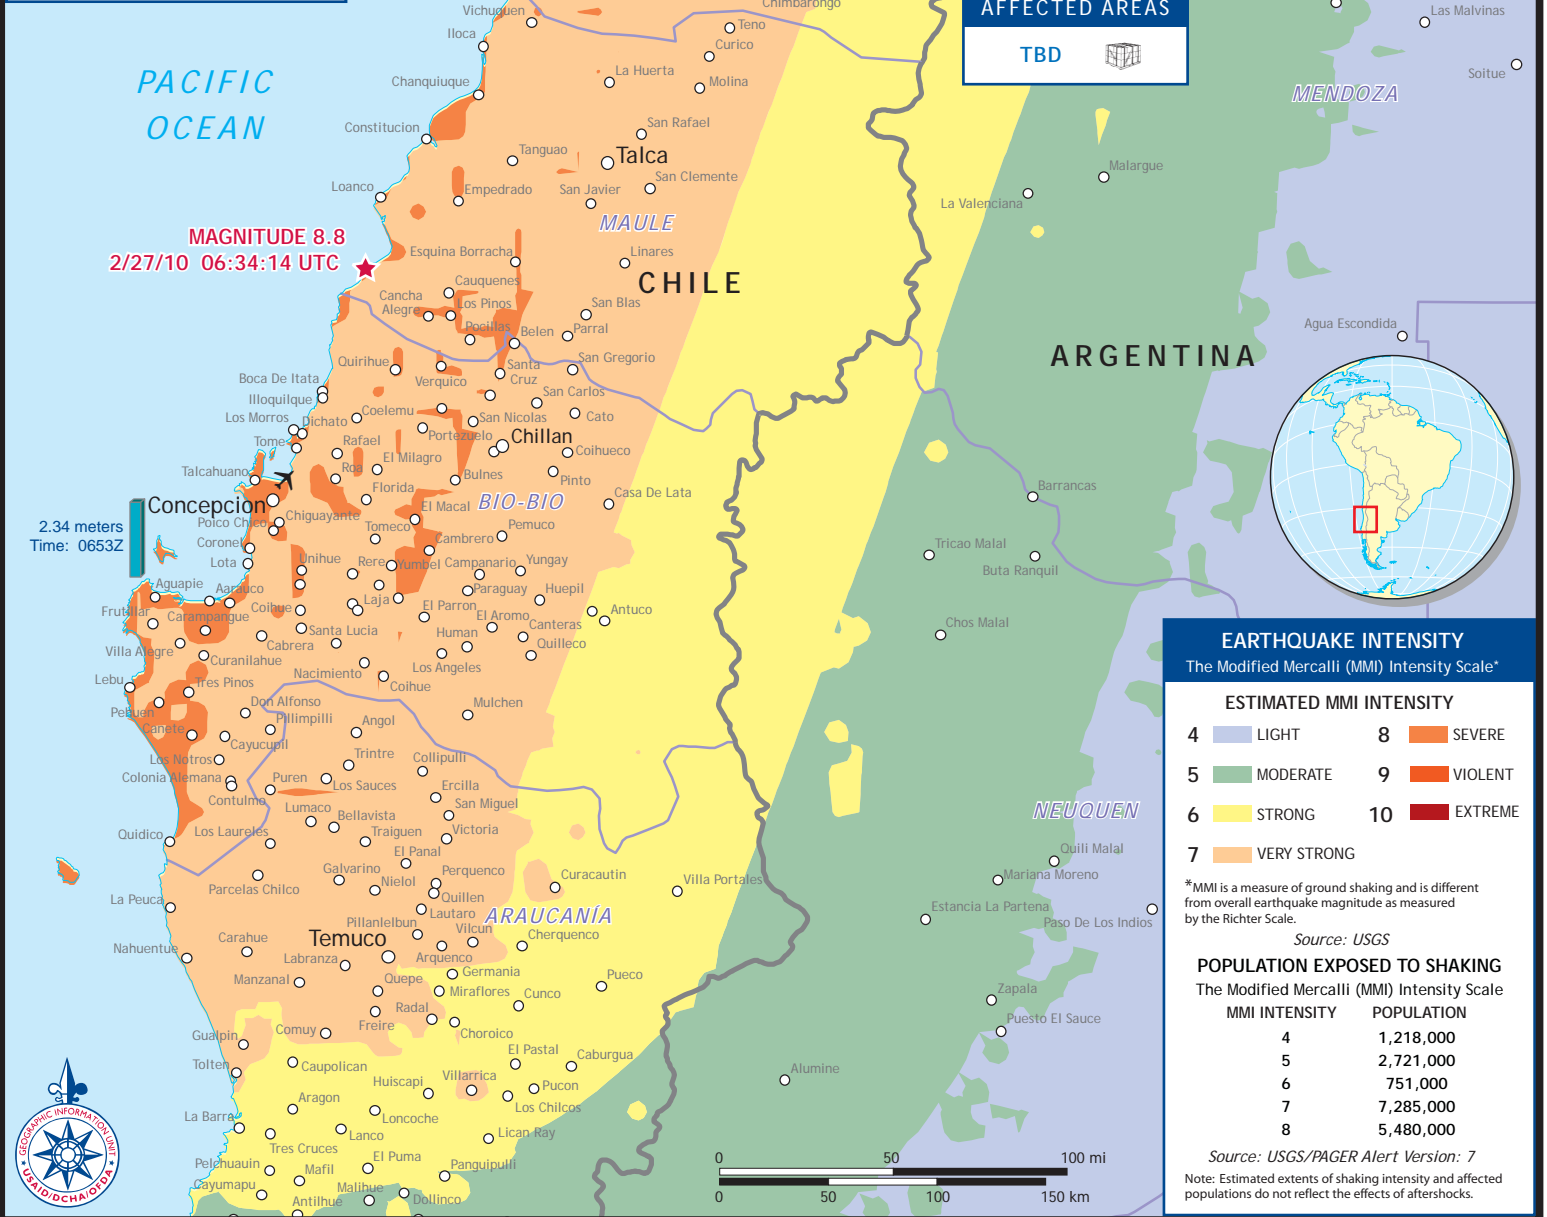 AFFECTED AREAS
TBD
PACIFIC
OCEAN
Vichuquen
Iloca
Chanquiuque
Constitucion
Loanco
Chimbarongo
Teno
Curico
La Huerta
Molina
San Rafael
Tanguao
Talca
San Clemente
Empedrado
San Javier
MAULE
Las Malvinas
Soitue
MENDOZA
Malargue
La Valenciana
MAGNITUDE 8.8
2/27/10 06:34:14 UTC
Esquina Borracha
Linares
CHILE
Cauquenes
Cancha
Alegre
Los Pinos
San Blas
Pocillas
Belen
Parral
Agua Escondida
ARGENTINA
Quirihue
Santa
Cruz
San Gregorio
Verquico
Boca De Itata
Illoquilque
San Carlos
Los Morros
Dichato
Coelemu
San Nicolas
Cato
Tome
Rafael
Portezuelo
Chillan
Coihueco
El Milagro
Talcahuano
Roa
Bulnes
Pinto
Florida
BIO-BIO
Casa De Lata
Barrancas
Concepcion
Chiguayante
El Macal
2.34 meters
Time: 0653Z
Polco Chico
Tomeco
Pemuco
Coronel
Cambrero
Tricao Malal
Lota
Unihue
Rere
Yumbel
Campanario
Yungay
Buta Ranquil
Aguapie
Aarauco
Paraguay
Huepil
Frutillar
Carampangue
Coihue
Laja
El Parron
El Aromo
Antuco
Canteras
Chos Malal
Santa Lucia
Human
Villa Alegre
Cabrera
Quilleco
Curanilahue
Nacimiento
Los Angeles
Lebu
Tres Pinos
Coihue
Pehuen
Don Alfonso
Mulchen
Canete
Pillimpilli
Angol
Cayucupil
Los Notros
Trintre
Collipulli
Colonia Alemana
Puren
Los Sauces
Ercilla
Contulmo
Lumaco
San Miguel
Bellavista
NEUQUEN
Quidico
Los Laureles
Traiguen
Victoria
El Panal
Quili Malal
Galvarino
Perquenco
Curacautin
Mariana Moreno
Parcelas Chilco
Nielol
Villa Portales
La Peuca
Quillen
Estancia La Partena
Lautaro
Paso De Los Indios
Pillanlelbun
ARAUCANÍA
Vilcun
Nahuentue
Carahue
Temuco
Cherquenco
Labranza
Arquenco
Manzanal
Quepe
Germania
Pueco
Miraflores
Cunco
Zapala
Radal
Puesto El Sauce
Gualpin
Comuy
Freire
Choroico
El Pastal
Caburgua
Tolten
Caupolican
Alumine
Huiscapi
Villarrica
Pucon
Aragon
Los Chilcos
La Barra
Loncoche
Lanco
Lican Ray
Tres Cruces
El Puma
Pelchuauin
Panguipulli
Mafil
Cayumapu
Malihue
Antilhue
Dollinco
0 50 100 mi
0 50 100 150 km
GEOGRAPHIC INFORMATION UNIT
USAID/DCHA/OFDA
EARTHQUAKE INTENSITY
The Modified Mercalli (MMI) Intensity Scale*
ESTIMATED MMI INTENSITY
4 LIGHT 8 SEVERE
5 MODERATE 9 VIOLENT
6 STRONG 10 EXTREME
7 VERY STRONG
*MMI is a measure of ground shaking and is different
from overall earthquake magnitude as measured
by the Richter Scale.
Source: USGS
POPULATION EXPOSED TO SHAKING
The Modified Mercalli (MMI) Intensity Scale
MMI INTENSITY POPULATION
4 1,218,000
5 2,721,000
6 751,000
7 7,285,000
8 5,480,000
Source: USGS/PAGER Alert Version: 7
Note: Estimated extents of shaking intensity and affected
populations do not reflect the effects of aftershocks.